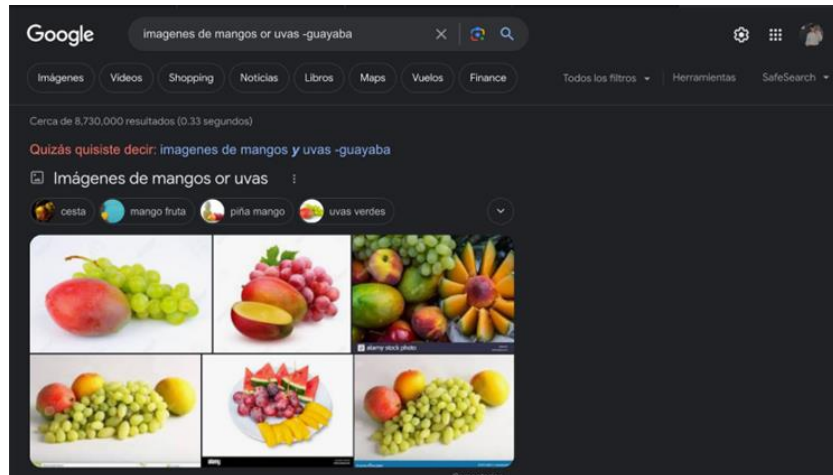 Google
imagenes de mangos or uvas -guayaba
Imágenes Videos Shopping Noticias Libros Maps Vuelos Finance Todos los filtros Herramientas SafeSearch
Cerca de 8,730,000 resultados (0.33 segundos)
Quizás quisiste decir: imagenes de mangos y uvas -guayaba
Imágenes de mangos or uvas
cesta mango fruta piña mango uvas verdes
alamy stock photo
alamy